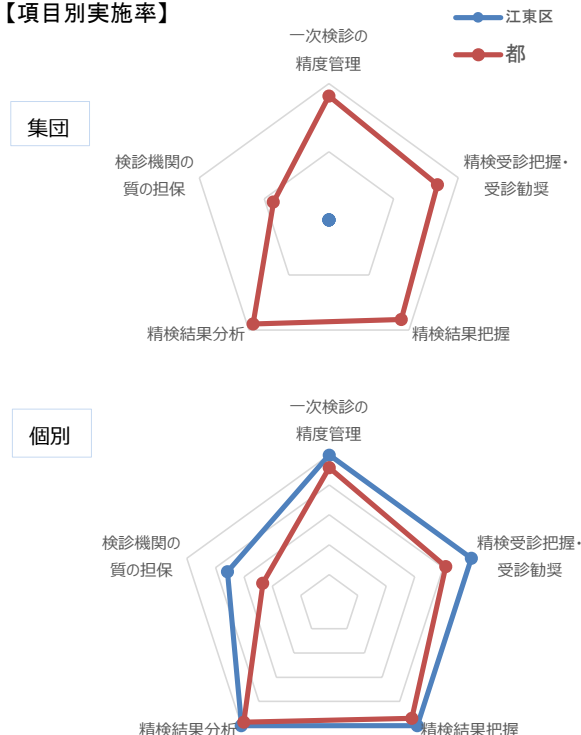 【項目別実施率】
江東区
都
集団
一次検診の
精度管理
精検受診把握・
受診勧奨
精検結果把握
精検結果分析
検診機関の
質の担保
個別
一次検診の
精度管理
精検受診把握・
受診勧奨
精検結果把握
精検結果分析
検診機関の
質の担保